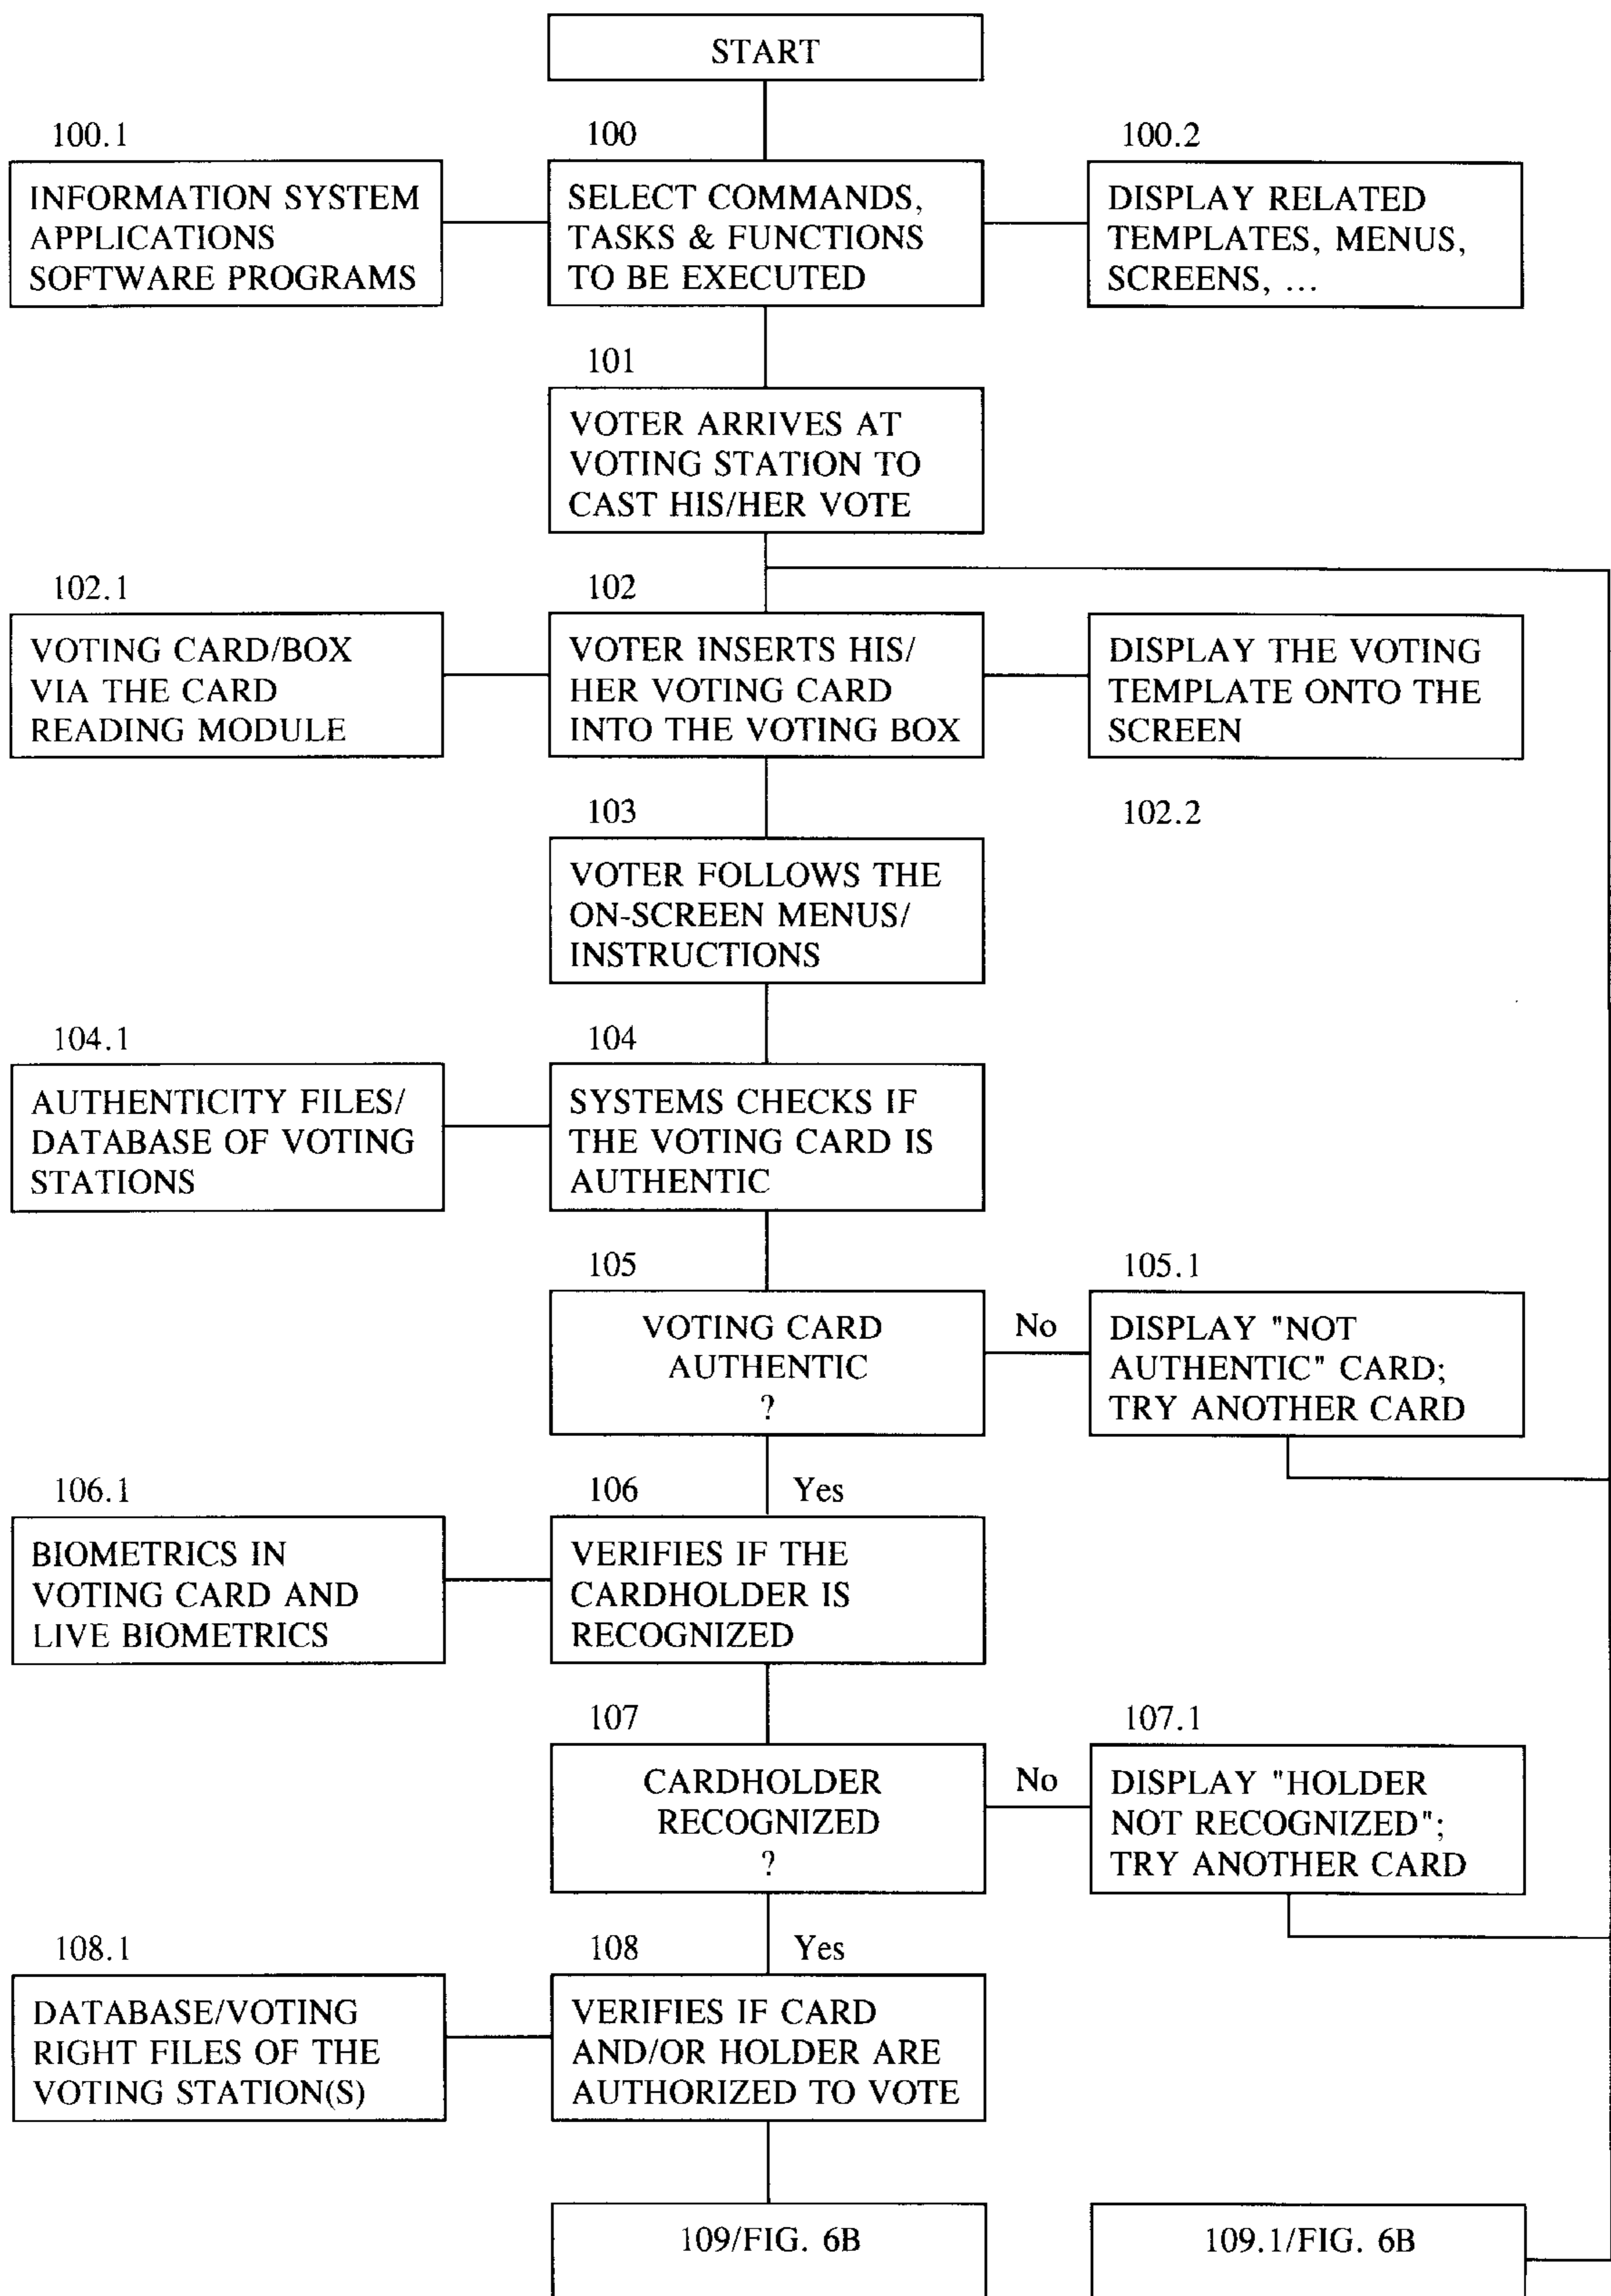 START
100.1
100
100.2
INFORMATION SYSTEM
APPLICATIONS
SOFTWARE PROGRAMS
SELECT COMMANDS,
TASKS & FUNCTIONS
TO BE EXECUTED
DISPLAY RELATED
TEMPLATES, MENUS,
SCREENS, ...
101
VOTER ARRIVES AT
VOTING STATION TO
CAST HIS/HER VOTE
102.1
102
VOTING CARD/BOX
VIA THE CARD
READING MODULE
VOTER INSERTS HIS/
HER VOTING CARD
INTO THE VOTING BOX
DISPLAY THE VOTING
TEMPLATE ONTO THE
SCREEN
103
102.2
VOTER FOLLOWS THE
ON-SCREEN MENUS/
INSTRUCTIONS
104.1
104
AUTHENTICITY FILES/
DATABASE OF VOTING
STATIONS
SYSTEMS CHECKS IF
THE VOTING CARD IS
AUTHENTIC
105
105.1
VOTING CARD
AUTHENTIC
?
No
DISPLAY "NOT
AUTHENTIC" CARD;
TRY ANOTHER CARD
106.1
106
Yes
BIOMETRICS IN
VOTING CARD AND
LIVE BIOMETRICS
VERIFIES IF THE
CARDHOLDER IS
RECOGNIZED
107
107.1
CARDHOLDER
RECOGNIZED
?
No
DISPLAY "HOLDER
NOT RECOGNIZED";
TRY ANOTHER CARD
108.1
108
Yes
DATABASE/VOTING
RIGHT FILES OF THE
VOTING STATION(S)
VERIFIES IF CARD
AND/OR HOLDER ARE
AUTHORIZED TO VOTE
109/FIG. 6B
109.1/FIG. 6B